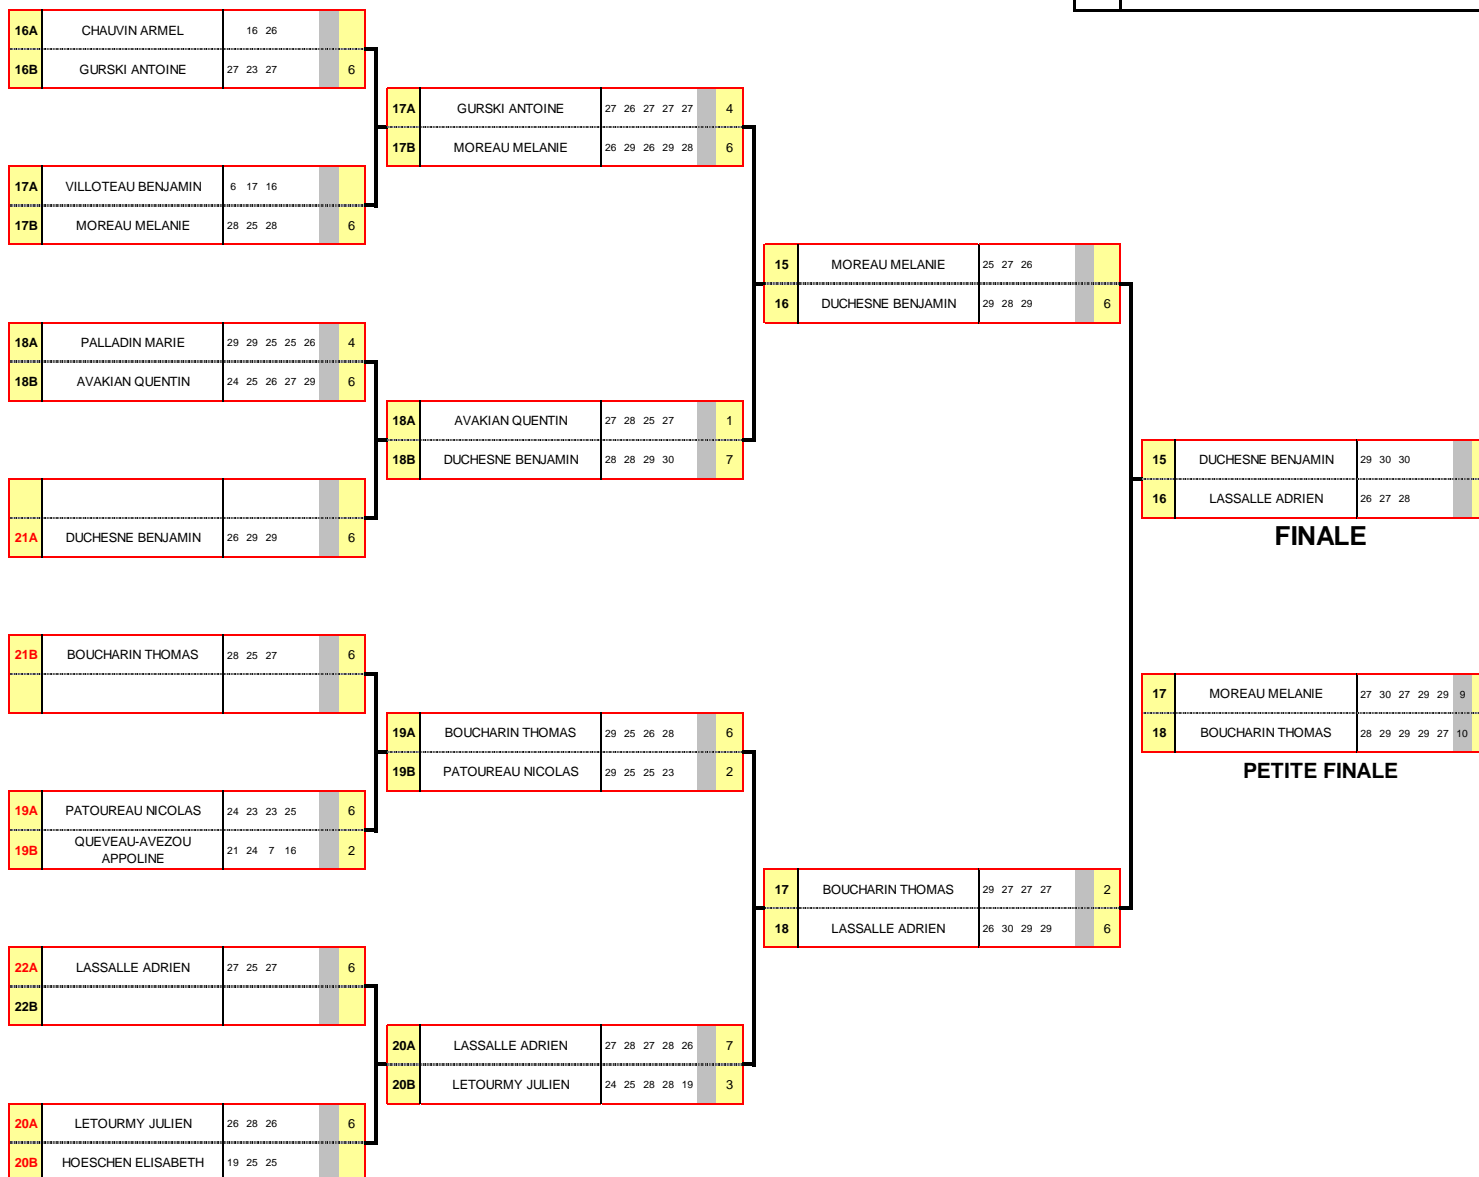 16A CHAUVIN ARMEL 16 26
16B GURSKI ANTOINE 27 23 27 6
17A VILLOTEAU BENJAMIN 6 17 16
17B MOREAU MELANIE 28 25 28 6
18A PALLADIN MARIE 29 29 25 25 26 4
18B AVAKIAN QUENTIN 24 25 26 27 29 6
21A DUCHESNE BENJAMIN 26 29 29 6
21B BOUCHARIN THOMAS 28 25 27 6
19A PATOUREAU NICOLAS 24 23 23 25 6
19B QUEVEAU-AVEZOU
APPOLINE 21 24 7 16 2
22A LASSALLE ADRIEN 27 25 27 6
22B
20A LETOURMY JULIEN 26 28 26 6
20B HOESCHEN ELISABETH 19 25 25
17A GURSKI ANTOINE 27 26 27 27 27 4
17B MOREAU MELANIE 26 29 26 29 28 6
18A AVAKIAN QUENTIN 27 28 25 27 1
18B DUCHESNE BENJAMIN 28 28 29 30 7
19A BOUCHARIN THOMAS 29 25 26 28 6
19B PATOUREAU NICOLAS 29 25 25 23 2
20A LASSALLE ADRIEN 27 28 27 28 26 7
20B LETOURMY JULIEN 24 25 28 28 19 3
15 MOREAU MELANIE 25 27 26
16 DUCHESNE BENJAMIN 29 28 29 6
17 BOUCHARIN THOMAS 29 27 27 27 2
18 LASSALLE ADRIEN 26 30 29 29 6
15 DUCHESNE BENJAMIN 29 30 30
16 LASSALLE ADRIEN 26 27 28
FINALE
17 MOREAU MELANIE 27 30 27 29 29 9
18 BOUCHARIN THOMAS 28 29 29 29 27 10
PETITE FINALE